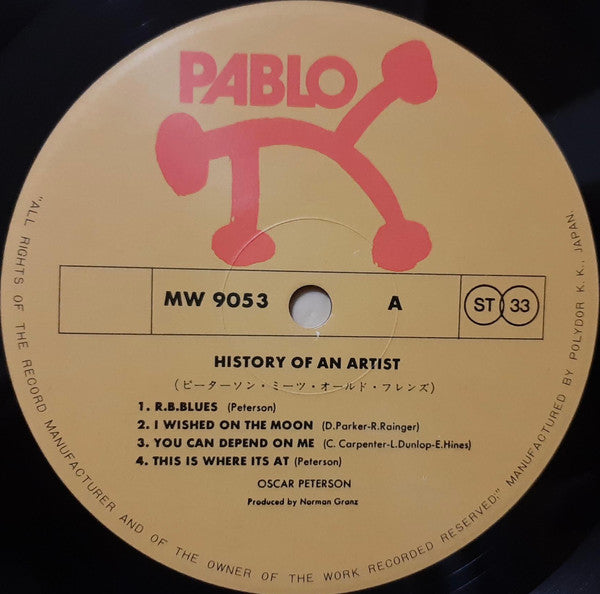 PABLO
MW 9053
A
ST 33
HISTORY OF AN ARTIST
(ピーターソン・ミーツ・オールド・フレンズ)
1. R.B.BLUES (Peterson)
2. I WISHED ON THE MOON (D.Parker-R.Rainger)
3. YOU CAN DEPEND ON ME (C. Carpenter-L.Dunlop-E.Hines)
4. THIS IS WHERE ITS AT (Peterson)
OSCAR PETERSON
Produced by Norman Granz
"ALL RIGHTS OF THE RECORD MANUFACTURER AND OF THE OWNER OF THE WORK RECORDED RESERVED." MANUFACTURED BY POLYDOR K. K., JAPAN.